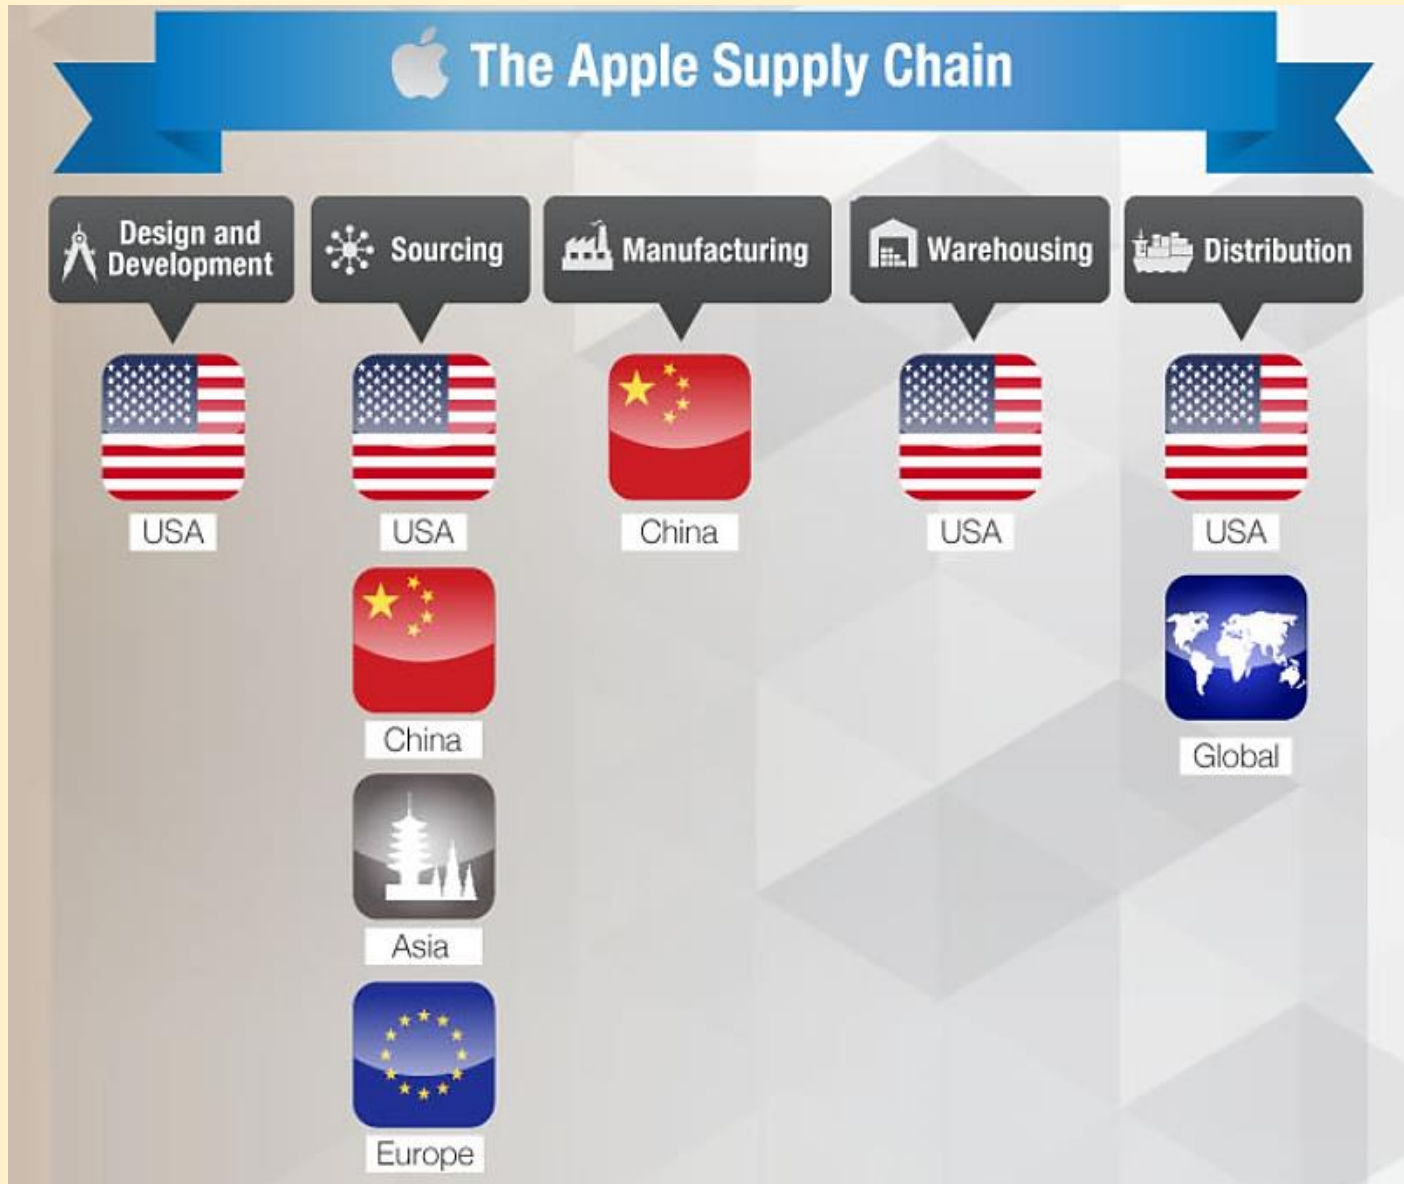 The Apple Supply Chain
Design and
Development
Sourcing
Manufacturing
Warehousing
Distribution
USA
USA
China
USA
USA
China
Global
Asia
Europe